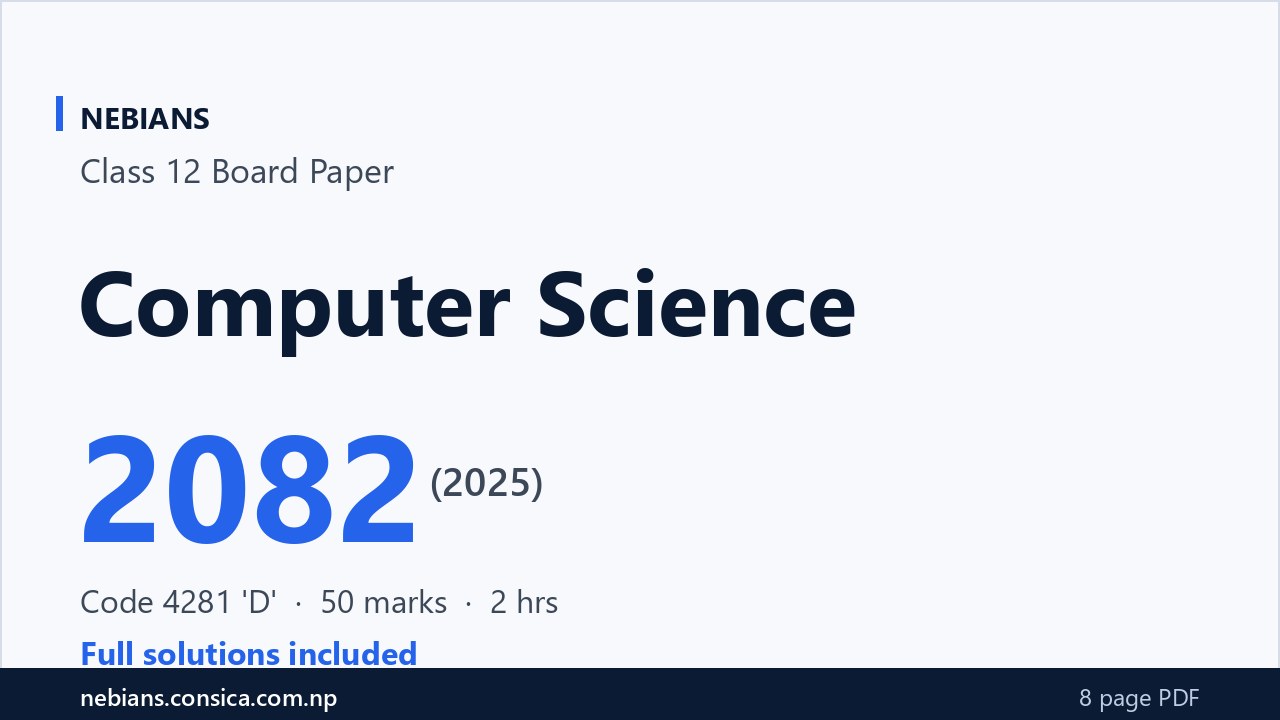 NEBIANS
Class 12 Board Paper
Computer Science
2082 (2025)
Code 4281 'D' · 50 marks · 2 hrs
Full solutions included
nebians.consica.com.np
8 page PDF